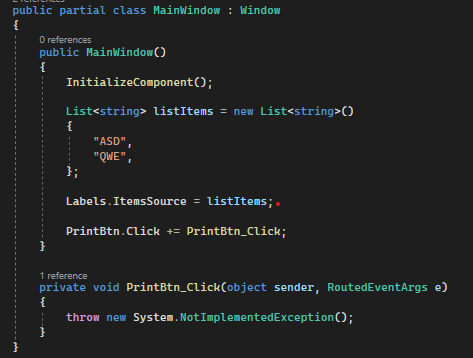 2 references
public partial class MainWindow : Window
{
0 references
public MainWindow()
{
InitializeComponent();
List<string> listItems = new List<string>()
{
"ASD",
"QWE",
};
Labels.ItemsSource = listItems;
PrintBtn.Click += PrintBtn_Click;
}
1 reference
private void PrintBtn_Click(object sender, RoutedEventArgs e)
{
throw new System.NotImplementedException();
}
}